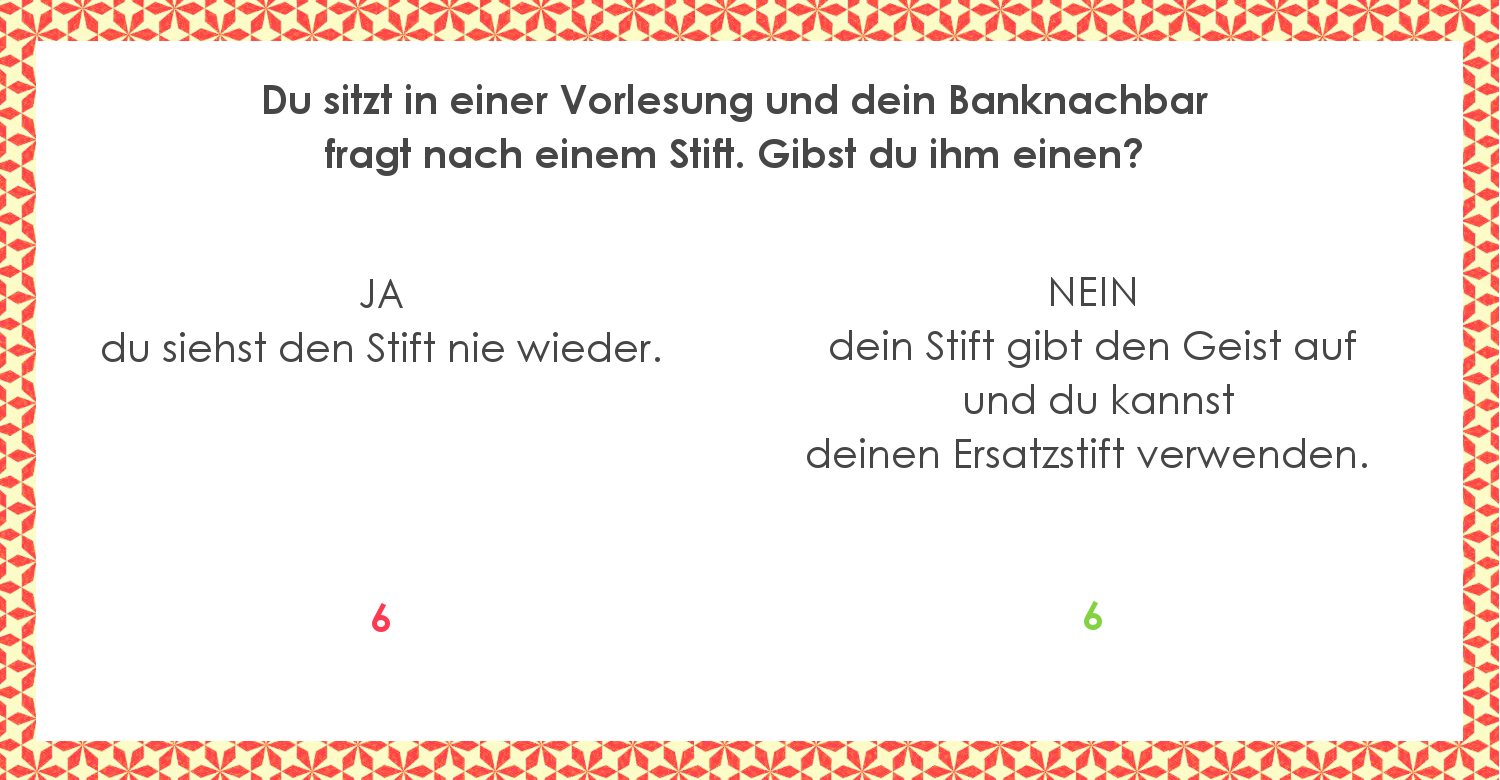 Du sitzt in einer Vorlesung und dein Banknachbar
fragt nach einem Stift. Gibst du ihm einen?
JA
du siehst den Stift nie wieder.
6
NEIN
dein Stift gibt den Geist auf
und du kannst
deinen Ersatzstift verwenden.
6